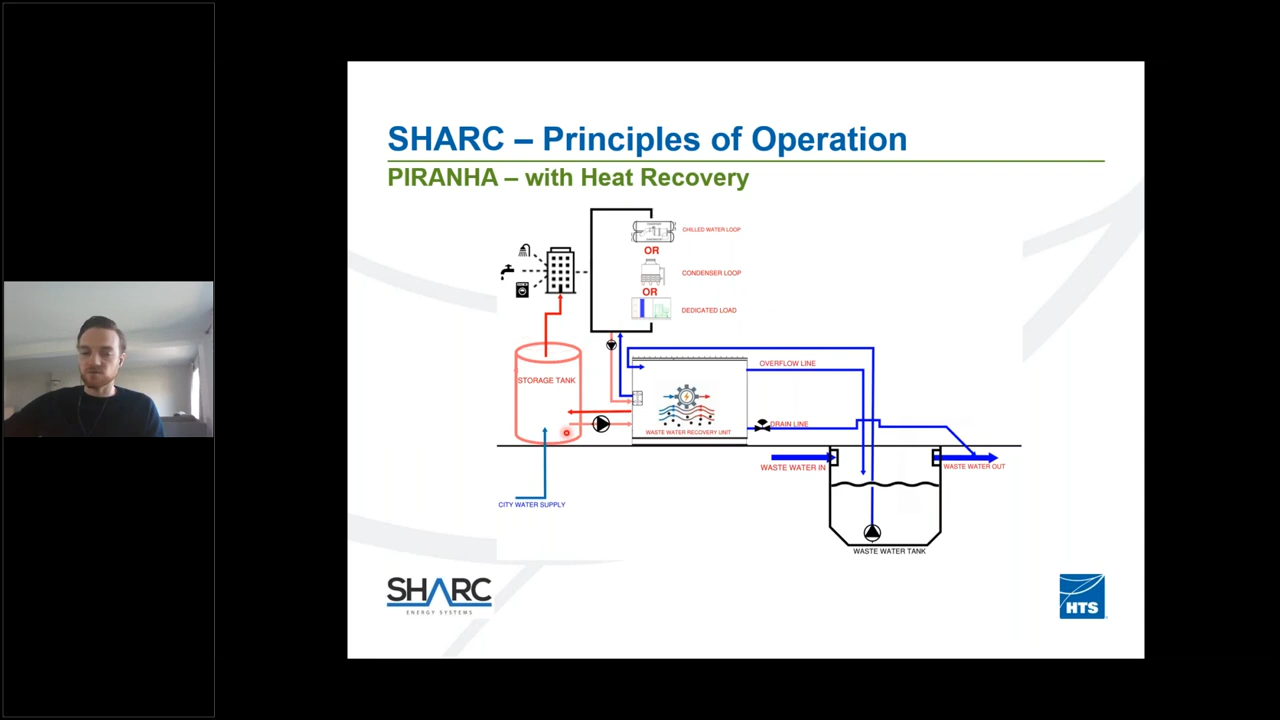 SHARC – Principles of Operation
PIRANHA – with Heat Recovery
CHILLED WATER LOOP
OR
CONDENSER LOOP
OR
DEDICATED LOAD
STORAGE TANK
OVERFLOW LINE
WASTE WATER RECOVERY UNIT
DRAIN LINE
WASTE WATER IN
WASTE WATER OUT
CITY WATER SUPPLY
WASTE WATER TANK
SHARC
ENERGY SYSTEMS
HTS